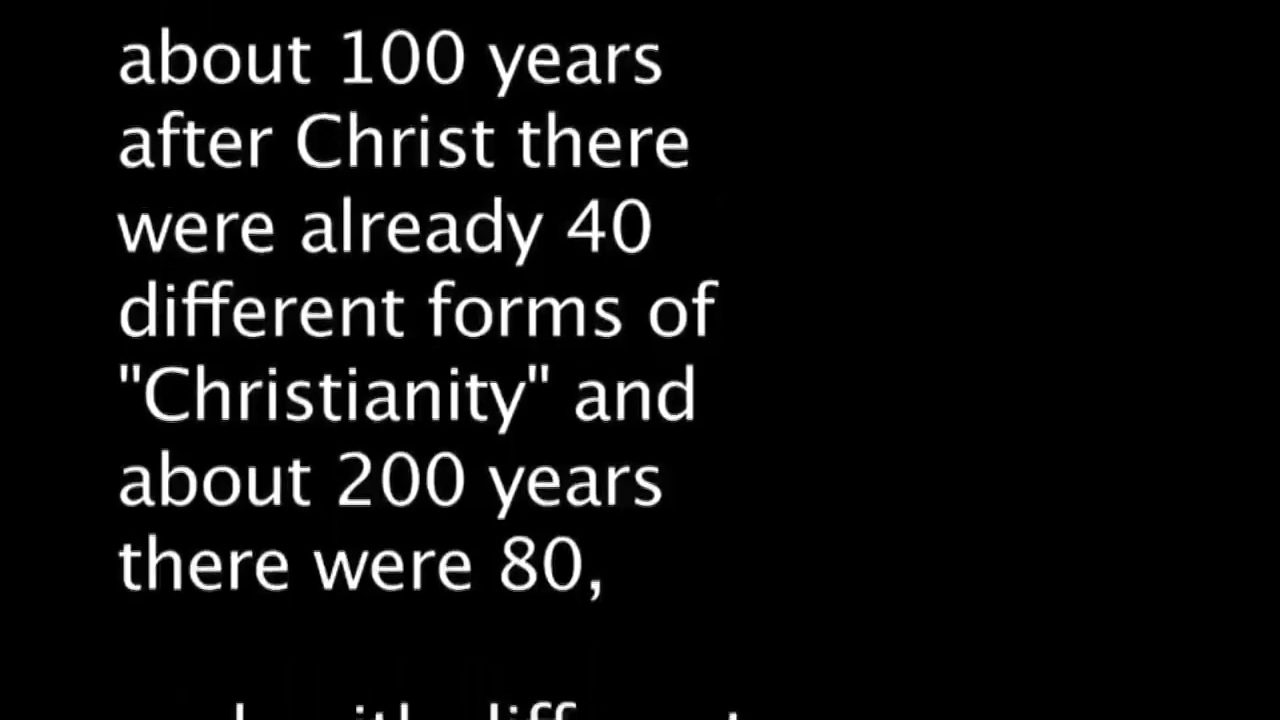 about 100 years
after Christ there
were already 40
different forms of
"Christianity" and
about 200 years
there were 80,
different